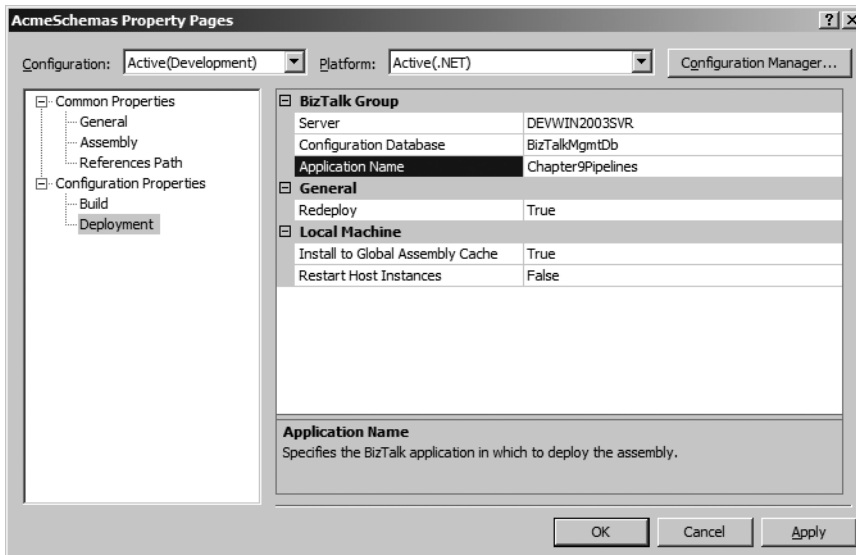 AcmeSchemas Property Pages
Configuration: Active(Development) Platform: Active(.NET) Configuration Manager...
Common Properties
General
Assembly
References Path
Configuration Properties
Build
Deployment
BizTalk Group
Server DEVWIN2003SVR
Configuration Database BizTalkMgmtDb
Application Name Chapter9Pipelines
General
Redeploy True
Local Machine
Install to Global Assembly Cache True
Restart Host Instances False
Application Name
Specifies the BizTalk application in which to deploy the assembly.
OK Cancel Apply